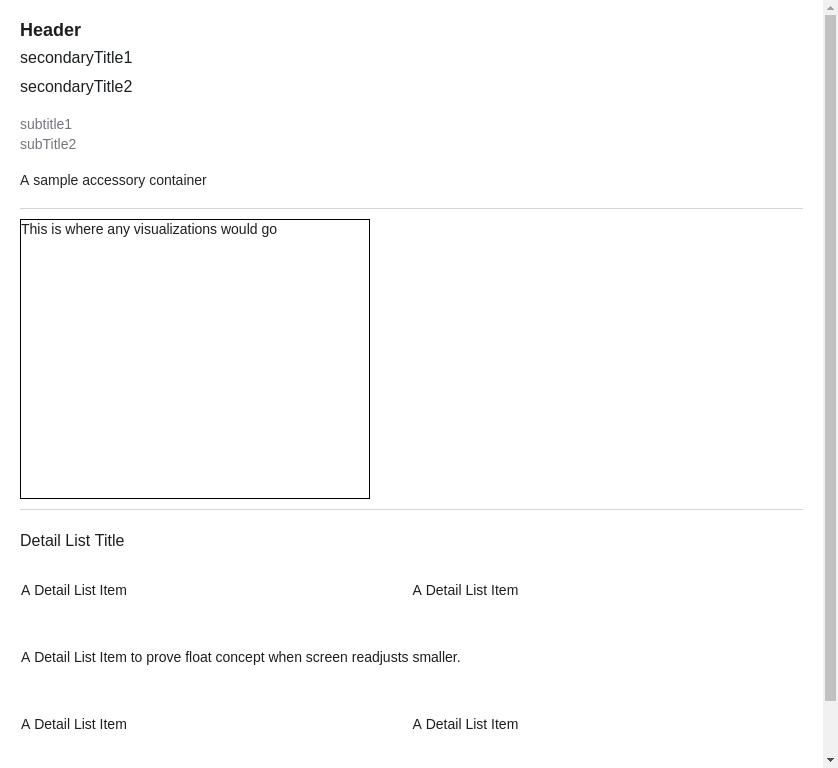 Header
secondaryTitle1
secondaryTitle2
subtitle1
subTitle2
A sample accessory container
This is where any visualizations would go
Detail List Title
A Detail List Item
A Detail List Item
A Detail List Item to prove float concept when screen readjusts smaller.
A Detail List Item
A Detail List Item